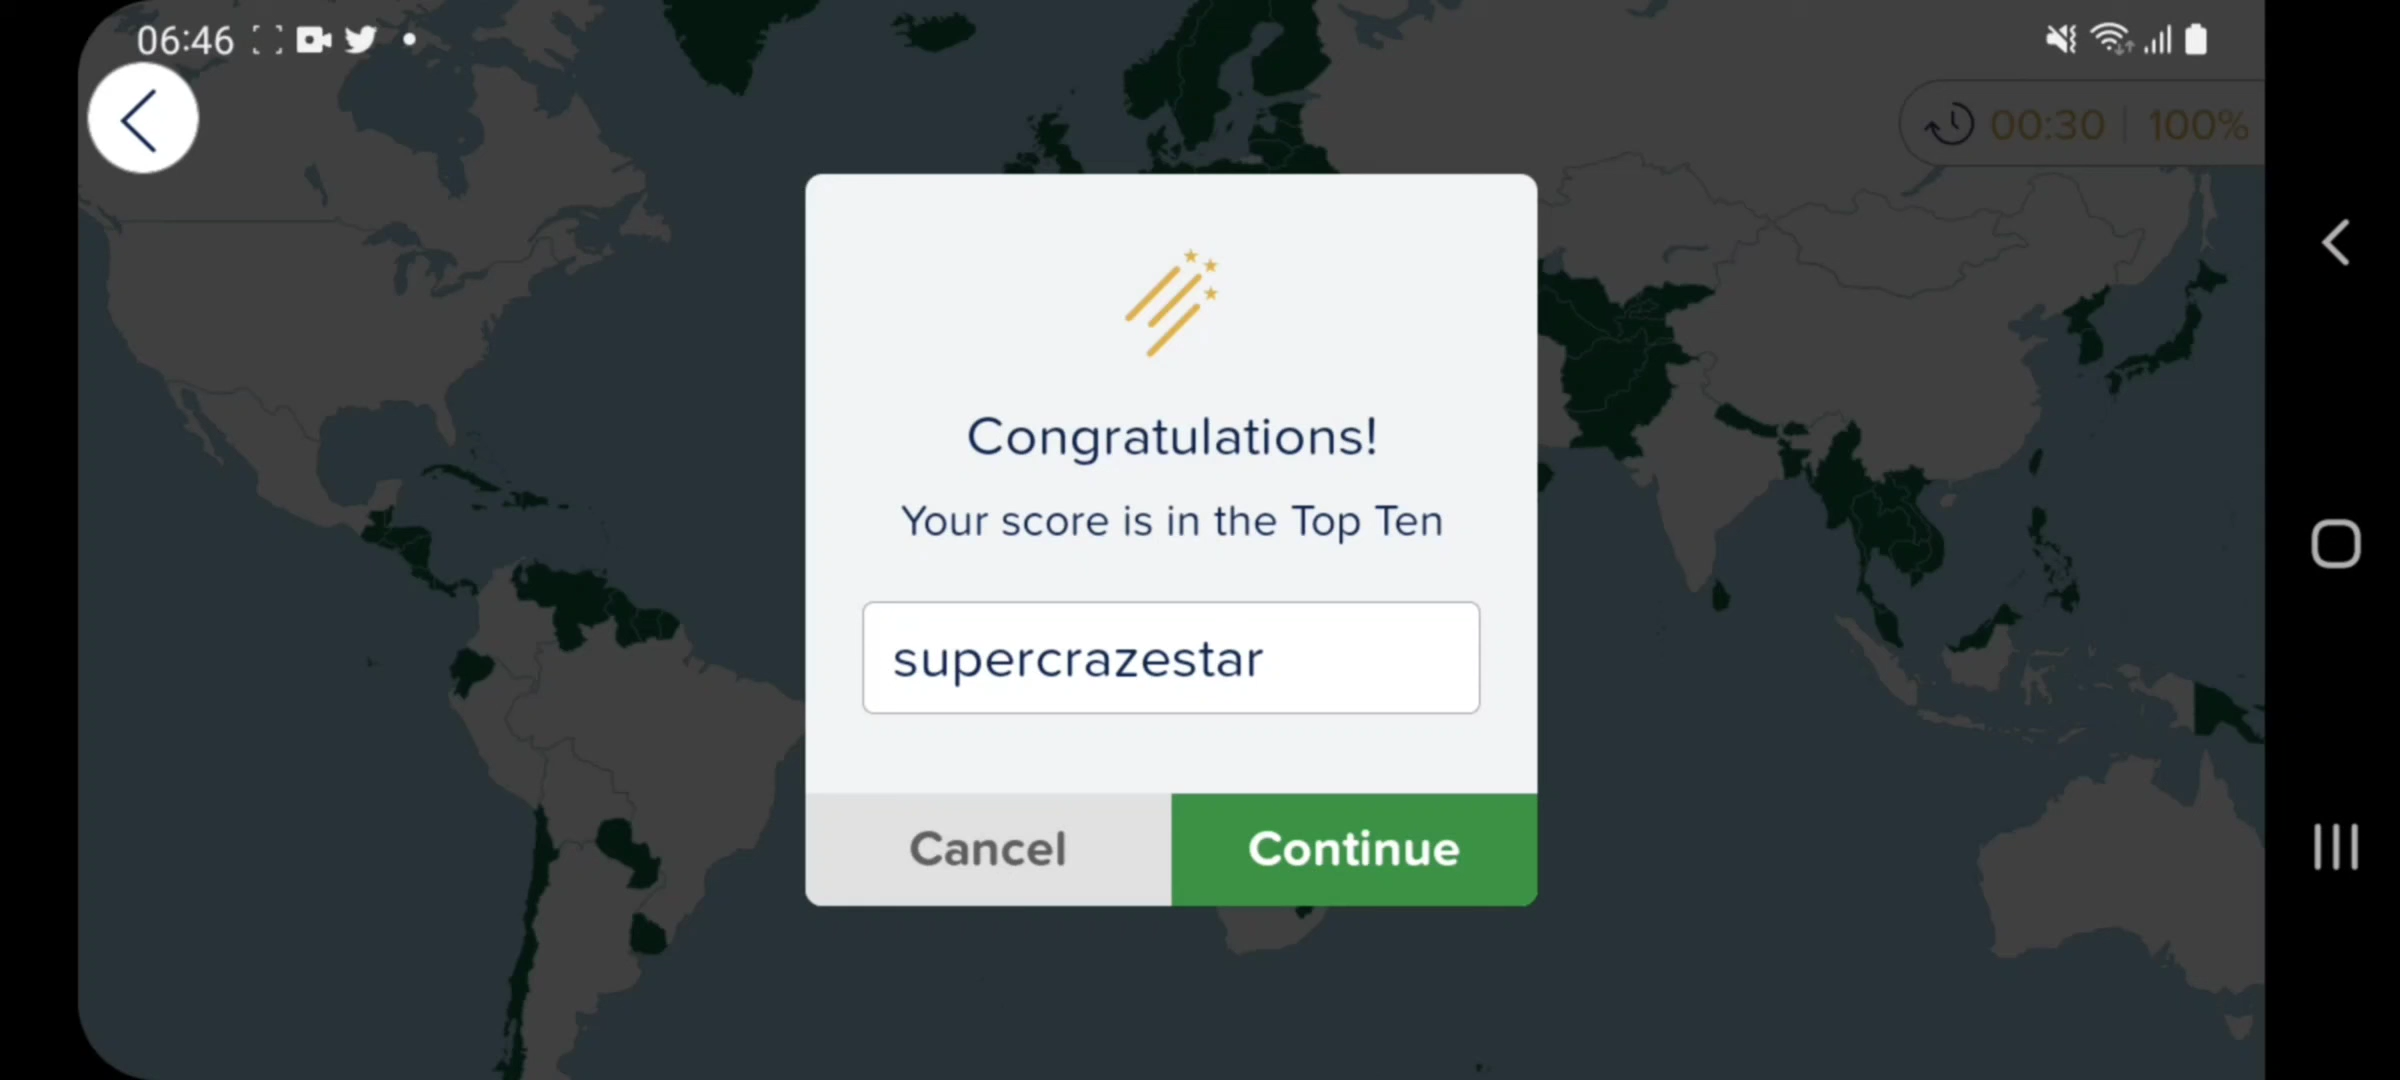 06:46
00:30 | 100%
Congratulations!
Your score is in the Top Ten
supercrazestar
Cancel
Continue